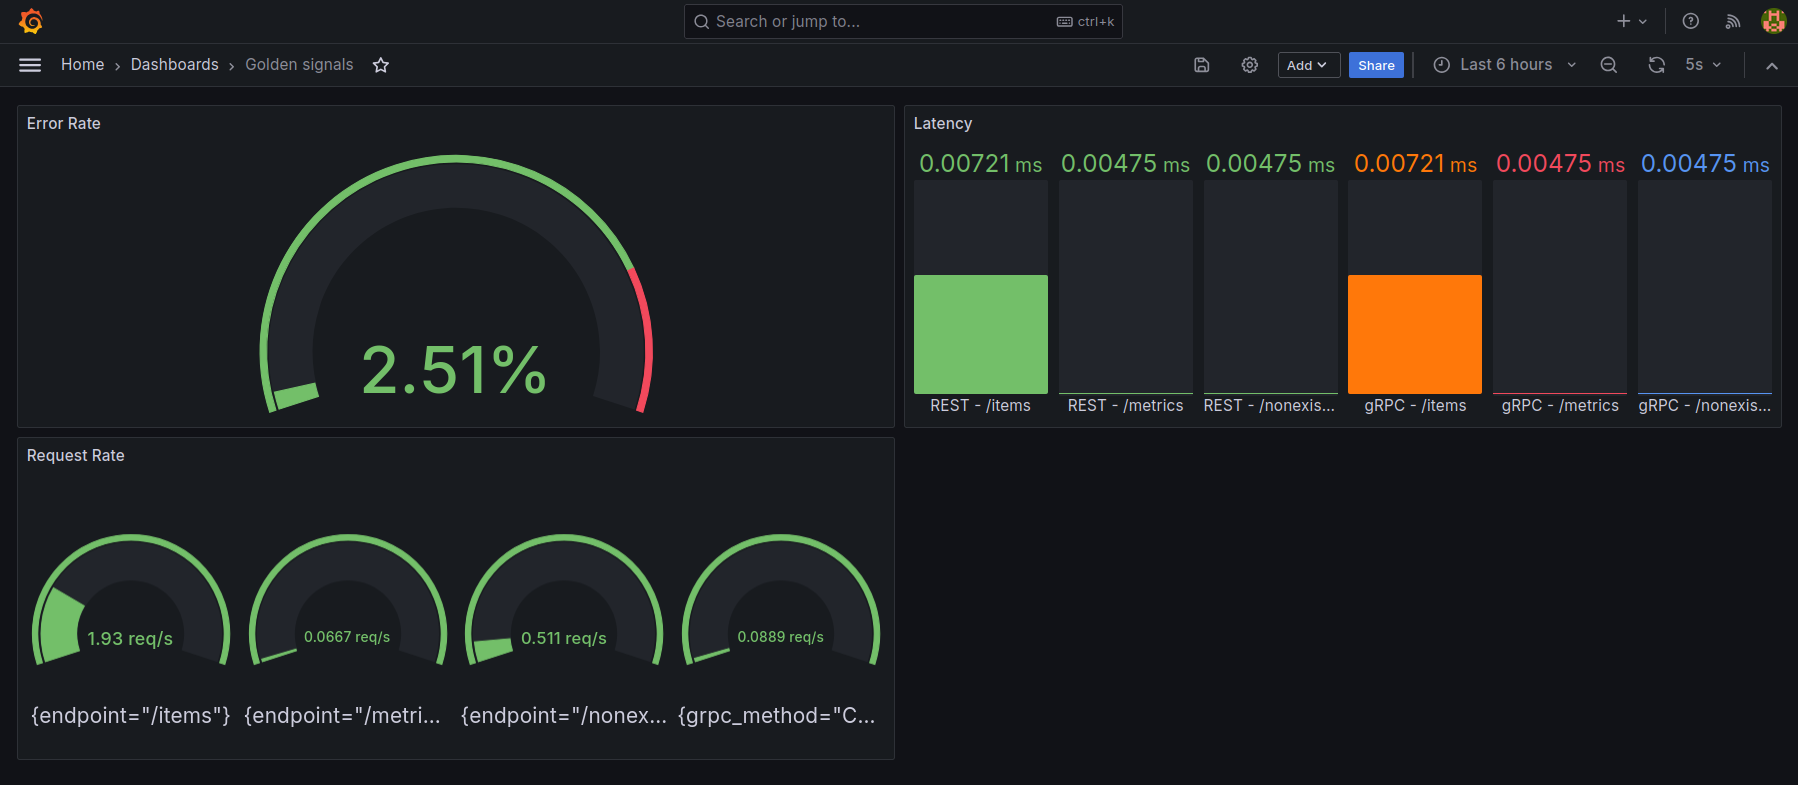 Search or jump to...
ctrl+k
Home
Dashboards
Golden signals
Add
Share
Last 6 hours
5s
Error Rate
2.51%
Latency
0.00721 ms
0.00475 ms
0.00475 ms
0.00721 ms
0.00475 ms
0.00475 ms
REST - /items
REST - /metrics
REST - /nonexis...
gRPC - /items
gRPC - /metrics
gRPC - /nonexis...
Request Rate
1.93 req/s
0.0667 req/s
0.511 req/s
0.0889 req/s
{endpoint="/items"}
{endpoint="/metri...
{endpoint="/nonex...
{grpc_method="C...